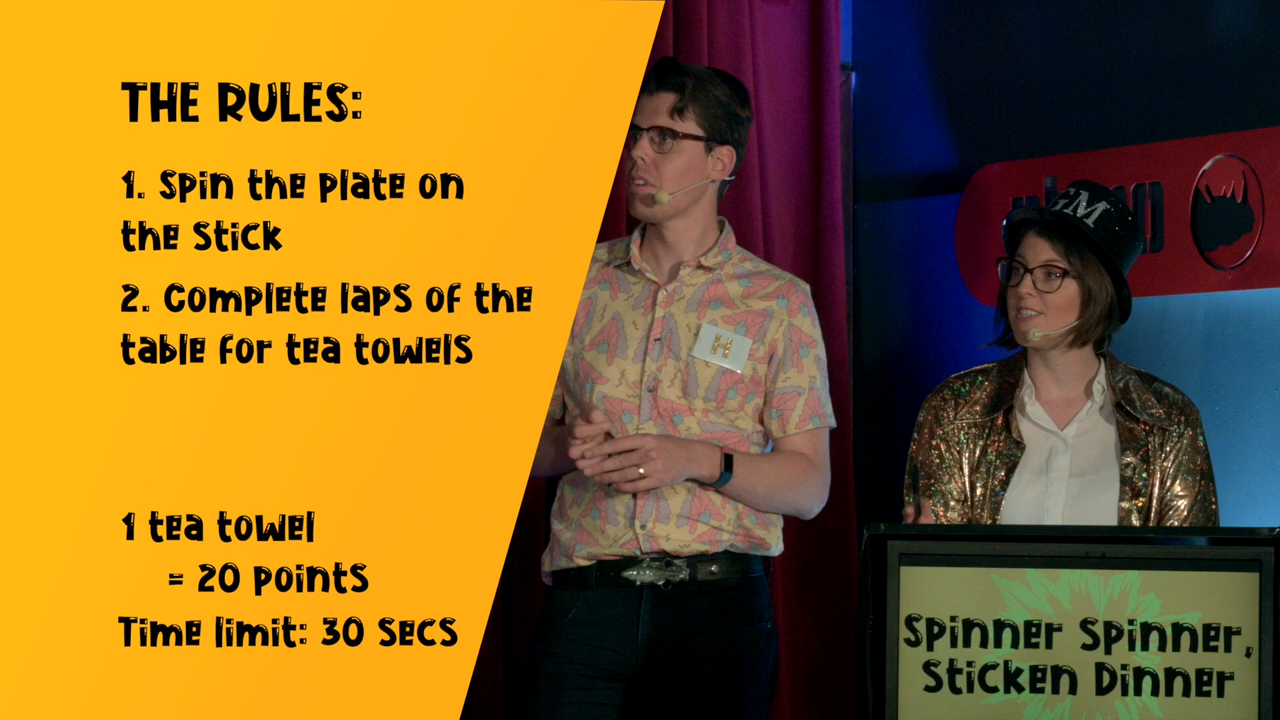 THE RULES:
1. Spin the plate on
the stick
2. Complete laps of the
table for tea towels
1 tea towel
= 20 points
Time limit: 30 secs
H
GM
Spinner Spinner,
Sticken Dinner